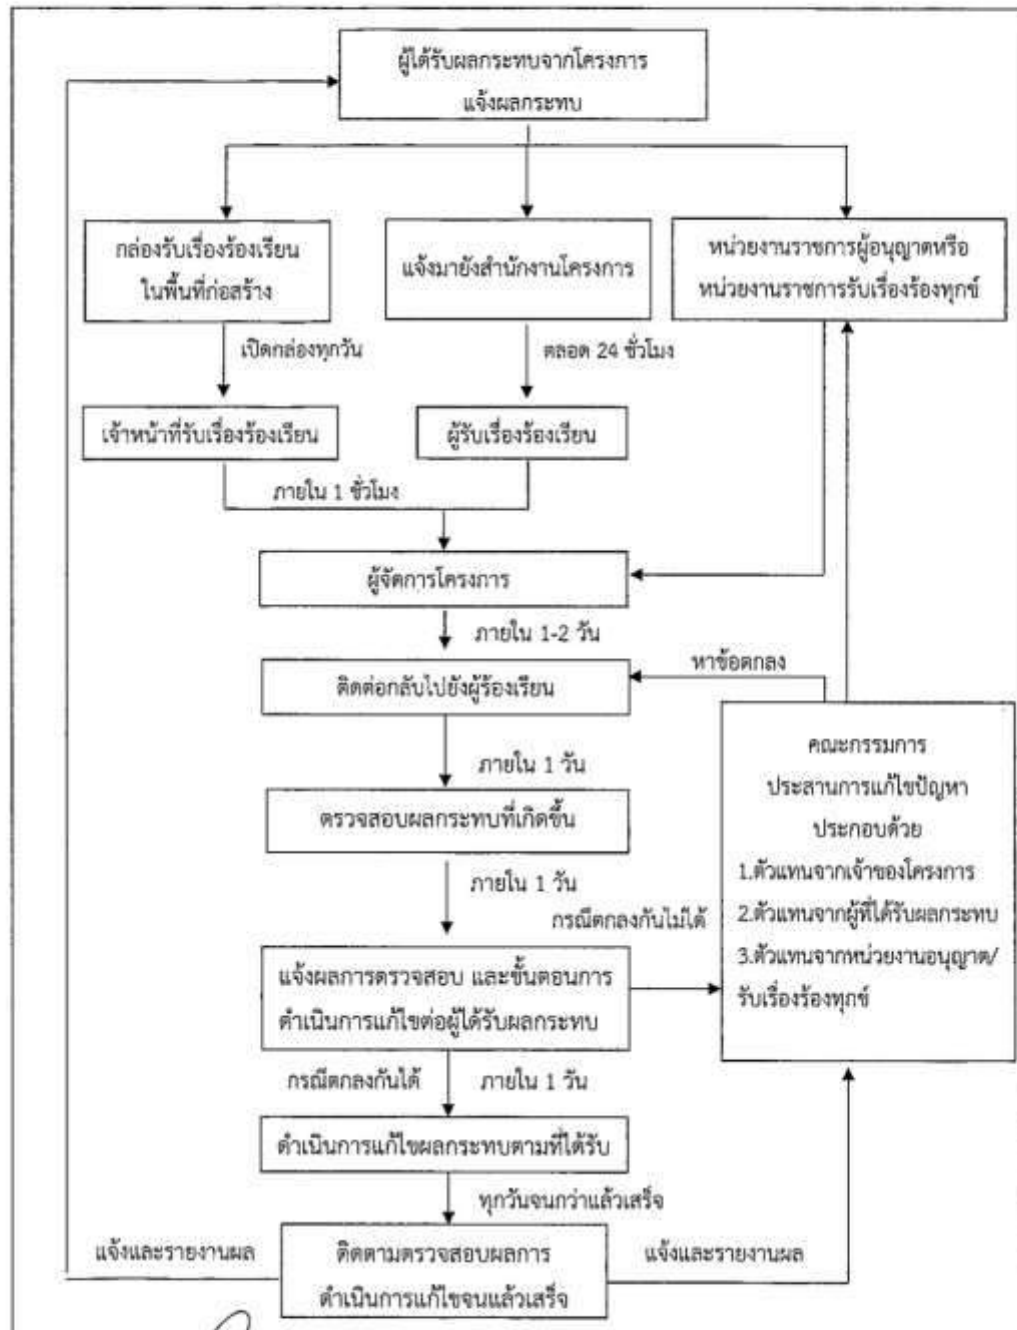 ผู้ได้รับผลกระทบจากโครงการ
แจ้งผลกระทบ
กล่องรับเรื่องร้องเรียน
ในพื้นที่ก่อสร้าง
แจ้งมายังสำนักงานโครงการ
หน่วยงานราชการผู้อนุญาตหรือ
หน่วยงานราชการรับเรื่องร้องทุกข์
เปิดกล่องทุกวัน
ตลอด 24 ชั่วโมง
เจ้าหน้าที่รับเรื่องร้องเรียน
ผู้รับเรื่องร้องเรียน
ภายใน 1 ชั่วโมง
ผู้จัดการโครงการ
ภายใน 1-2 วัน
หาข้อตกลง
ติดต่อกลับไปยังผู้ร้องเรียน
ภายใน 1 วัน
ตรวจสอบผลกระทบที่เกิดขึ้น
คณะกรรมการ
ประสานการแก้ไขปัญหา
ประกอบด้วย
1.ตัวแทนจากเจ้าของโครงการ
2.ตัวแทนจากผู้ที่ได้รับผลกระทบ
3.ตัวแทนจากหน่วยงานอนุญาต/
รับเรื่องร้องทุกข์
ภายใน 1 วัน
กรณีตกลงกันไม่ได้
แจ้งผลการตรวจสอบ และขั้นตอนการ
ดำเนินการแก้ไขต่อผู้ได้รับผลกระทบ
กรณีตกลงกันได้
ภายใน 1 วัน
ดำเนินการแก้ไขผลกระทบตามที่ได้รับ
ทุกวันจนกว่าแล้วเสร็จ
แจ้งและรายงานผล
ติดตามตรวจสอบผลการ
ดำเนินการแก้ไขจนแล้วเสร็จ
แจ้งและรายงานผล